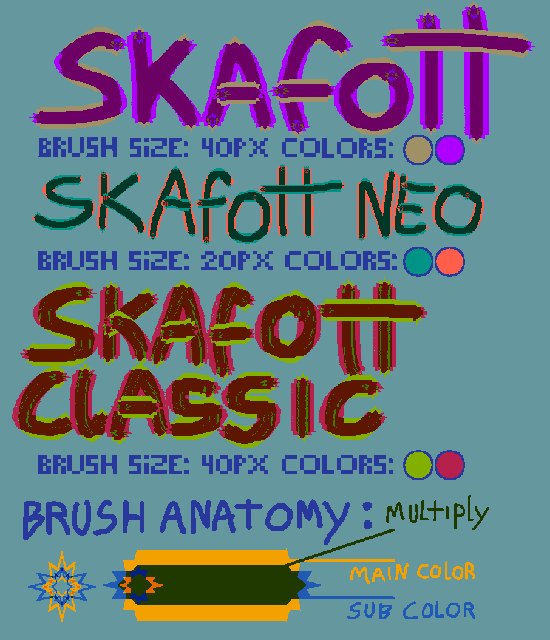 SKAfott
BRUSH SiZE: 40PX COLORS:
SKAfott NEO
BRUSH SiZE: 20PX COLORS:
SKAfott
CLASSIC
BRUSH SiZE: 40PX COLORS:
BRUSH ANATOMY: MULtIPLY
MAIN COLOR
SUB COLOR